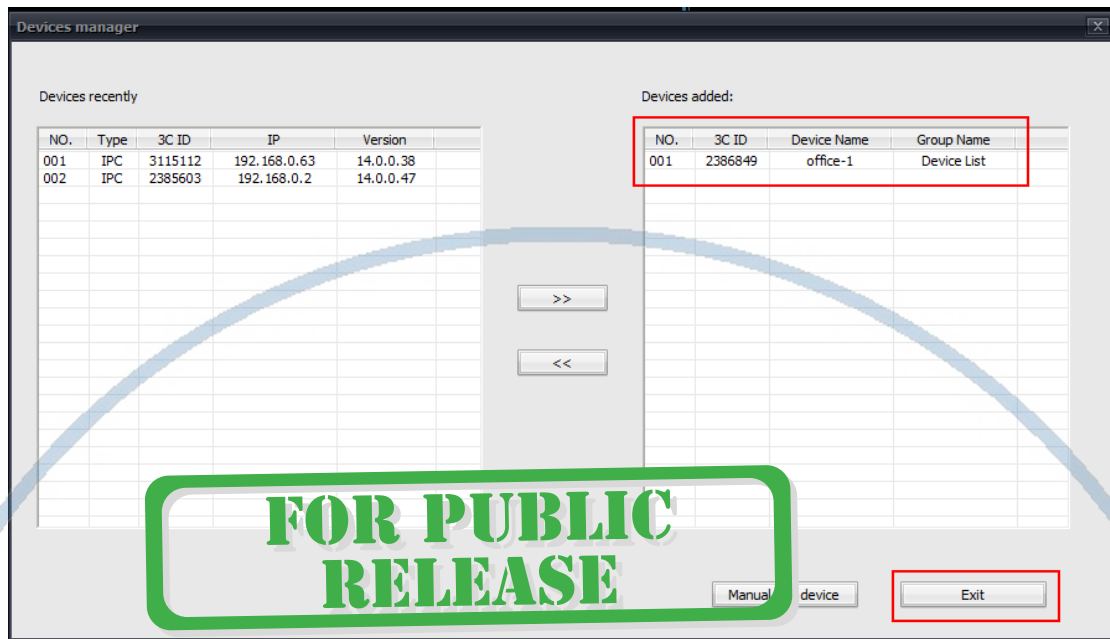 Devices manager
Devices recently
NO. Type 3C ID IP Version
001 IPC 3115112 192.168.0.63 14.0.0.38
002 IPC 2385603 192.168.0.2 14.0.0.47
>>
<<
Devices added:
NO. 3C ID Device Name Group Name
001 2386849 office-1 Device List
FOR PUBLIC
RELEASE
Manual device
Exit